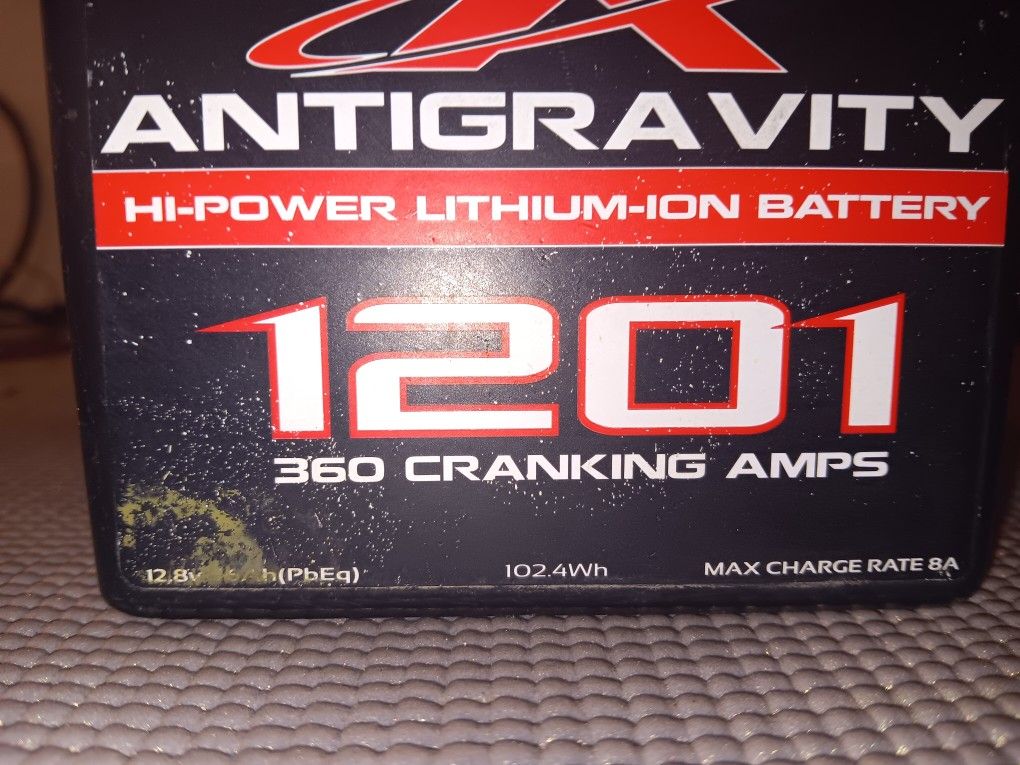 ANTIGRAVITY
HI-POWER LITHIUM-ION BATTERY
1201
360 CRANKING AMPS
12.8v (PbEq) 102.4Wh MAX CHARGE RATE 8A